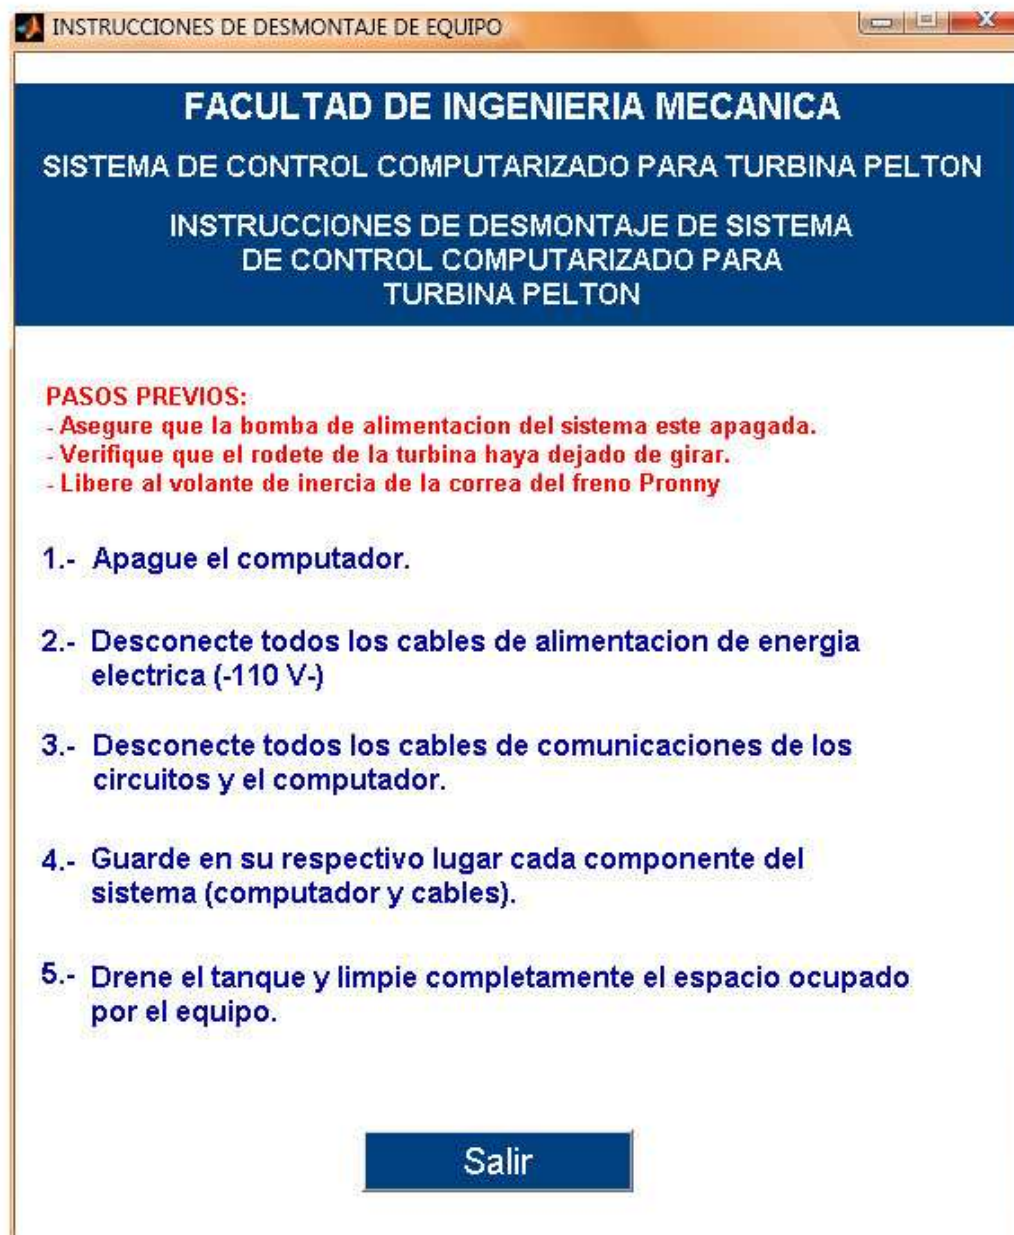 INSTRUCCIONES DE DESMONTAJE DE EQUIPO
FACULTAD DE INGENIERIA MECANICA
SISTEMA DE CONTROL COMPUTARIZADO PARA TURBINA PELTON
INSTRUCCIONES DE DESMONTAJE DE SISTEMA
DE CONTROL COMPUTARIZADO PARA
TURBINA PELTON
PASOS PREVIOS:
- Asegure que la bomba de alimentacion del sistema este apagada.
- Verifique que el rodete de la turbina haya dejado de girar.
- Libere al volante de inercia de la correa del freno Pronny
1.- Apague el computador.
2.- Desconecte todos los cables de alimentacion de energia
electrica (-110 V-)
3.- Desconecte todos los cables de comunicaciones de los
circuitos y el computador.
4.- Guarde en su respectivo lugar cada componente del
sistema (computador y cables).
5.- Drene el tanque y limpie completamente el espacio ocupado
por el equipo.
Salir